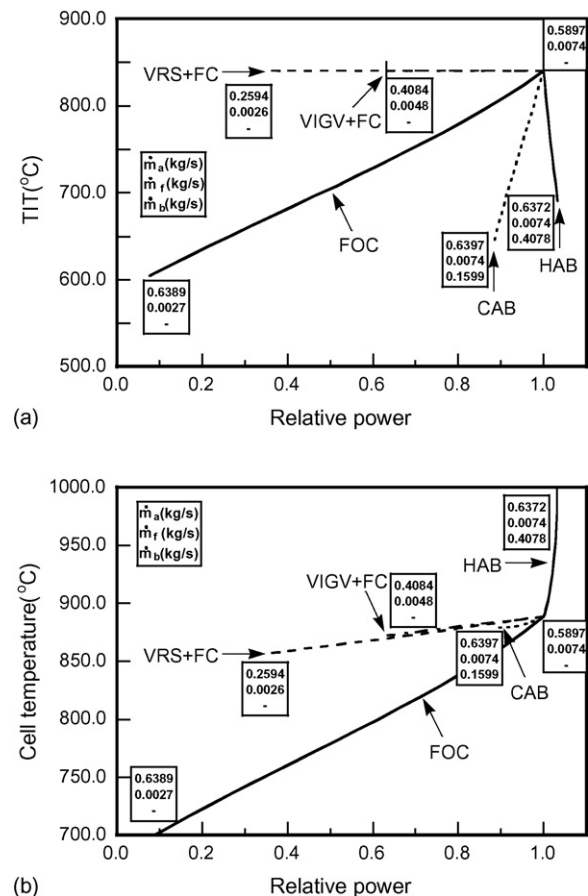 900.0
800.0
700.0
600.0
500.0
TIT(°C)
VRS+FC
0.2594
0.0026
-
VIGV+FC
0.4084
0.0048
-
0.5897
0.0074
-
ṁa(kg/s)
ṁf(kg/s)
ṁb(kg/s)
FOC
0.6389
0.0027
-
0.6397
0.0074
0.1599
CAB
0.6372
0.0074
0.4078
HAB
0.0 0.2 0.4 0.6 0.8 1.0
Relative power
(a)
1000.0
950.0
900.0
850.0
800.0
750.0
700.0
Cell temperature(°C)
ṁa(kg/s)
ṁf(kg/s)
ṁb(kg/s)
0.6372
0.0074
0.4078
HAB
VIGV+FC
0.4084
0.0048
-
VRS+FC
0.2594
0.0026
-
0.6397
0.0074
0.1599
CAB
0.5897
0.0074
-
FOC
0.6389
0.0027
-
0.0 0.2 0.4 0.6 0.8 1.0
Relative power
(b)